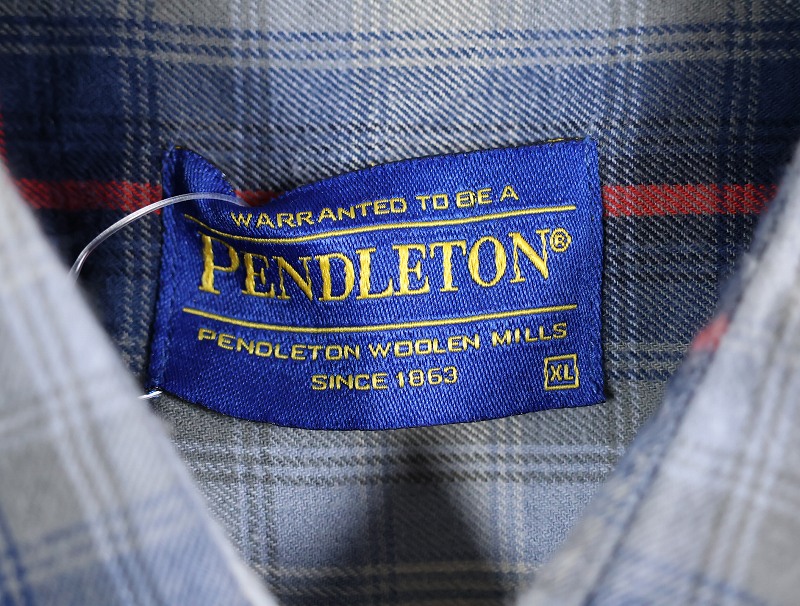 WARRANTED TO BE A
PENDLETON®
PENDLETON WOOLEN MILLS
SINCE 1863
XL